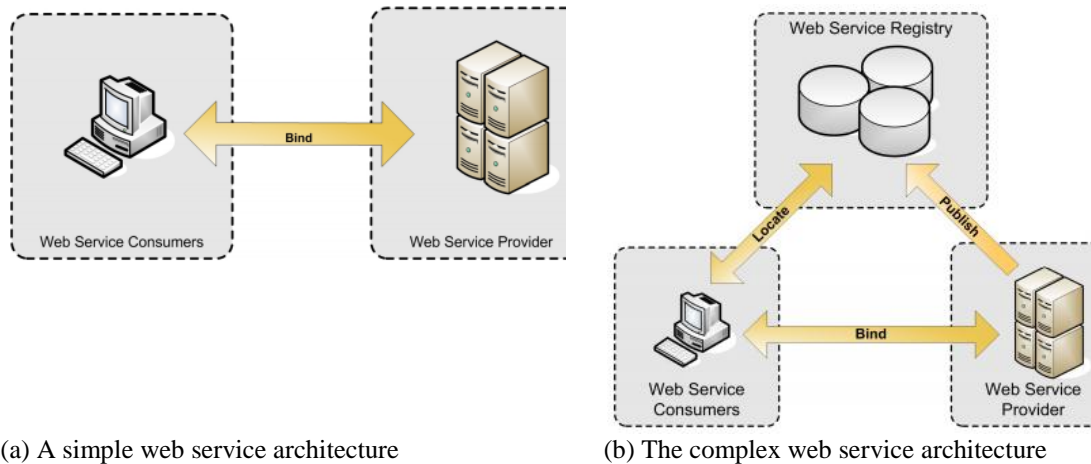 Bind
Web Service Consumers
Web Service Provider
(a) A simple web service architecture
Web Service Registry
Locate
Publish
Bind
Web Service
Consumers
Web Service
Provider
(b) The complex web service architecture